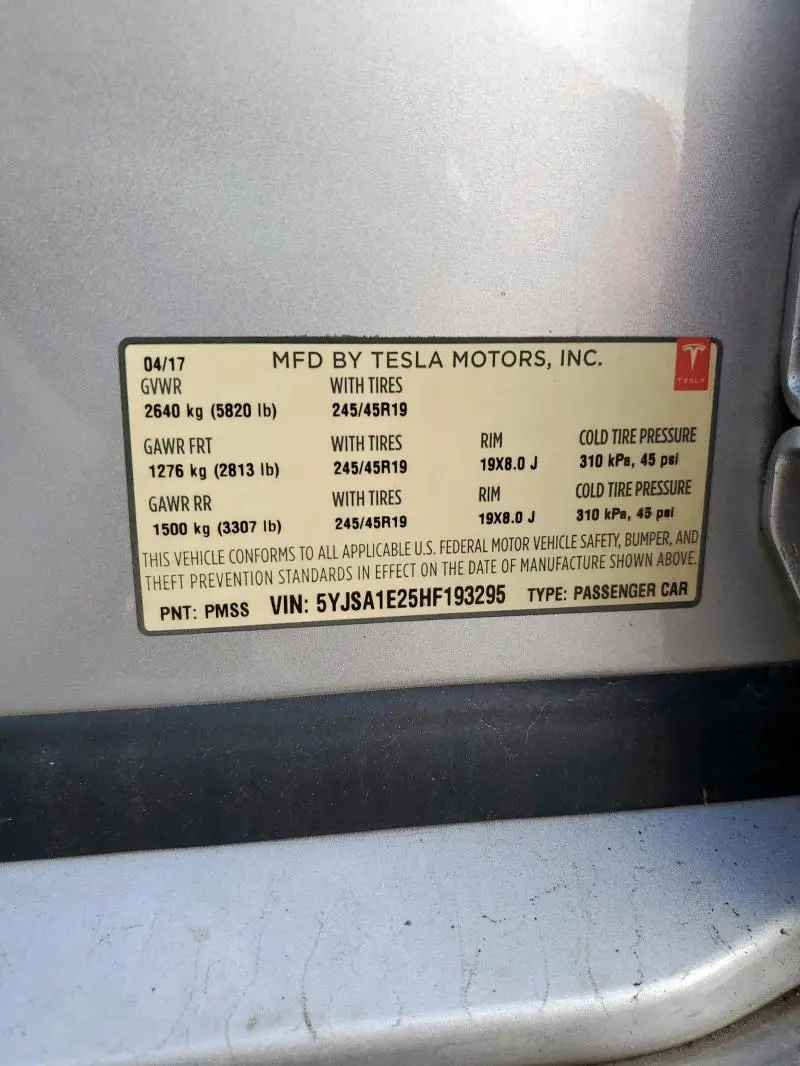 04/17 MFD BY TESLA MOTORS, INC.
TESLA
GVWR WITH TIRES
2640 kg (5820 lb) 245/45R19
GAWR FRT WITH TIRES RIM COLD TIRE PRESSURE
1276 kg (2813 lb) 245/45R19 19X8.0 J 310 kPa, 45 psi
GAWR RR WITH TIRES RIM COLD TIRE PRESSURE
1500 kg (3307 lb) 245/45R19 19X8.0 J 310 kPa, 45 psi
THIS VEHICLE CONFORMS TO ALL APPLICABLE U.S. FEDERAL MOTOR VEHICLE SAFETY, BUMPER, AND
THEFT PREVENTION STANDARDS IN EFFECT ON THE DATE OF MANUFACTURE SHOWN ABOVE.
PNT: PMSS VIN: 5YJSA1E25HF193295 TYPE: PASSENGER CAR